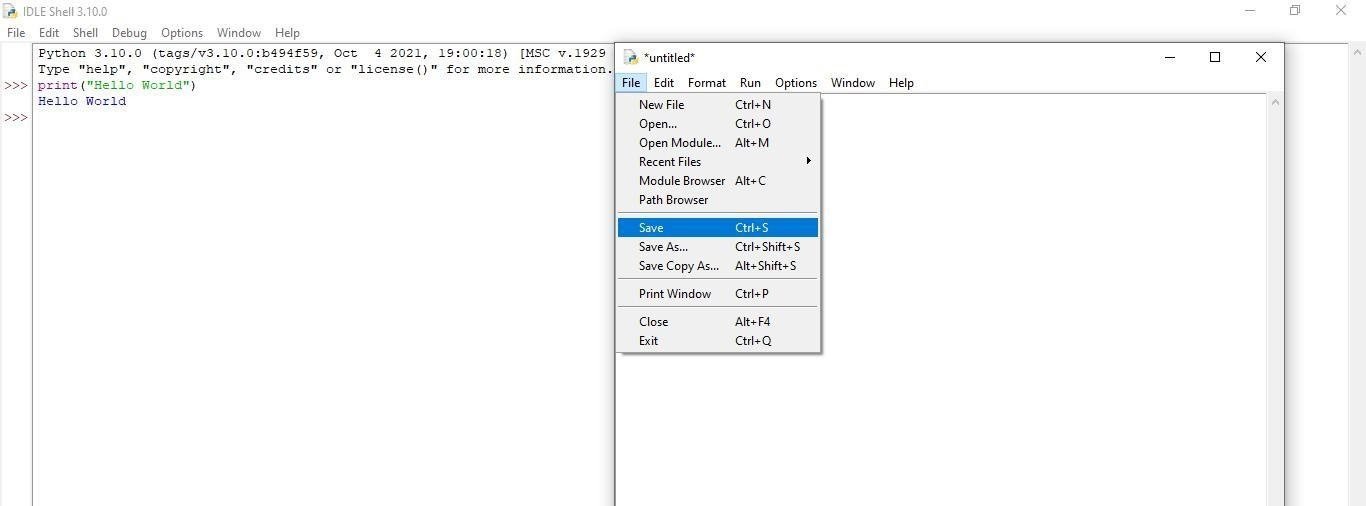 IDLE Shell 3.10.0
File Edit Shell Debug Options Window Help
Python 3.10.0 (tags/v3.10.0:b494f59, Oct  4 2021, 19:00:18) [MSC v.1929
Type "help", "copyright", "credits" or "license()" for more information.
>>> print("Hello World")
Hello World
>>>
*untitled*
File Edit Format Run Options Window Help
New File Ctrl+N
Open... Ctrl+O
Open Module... Alt+M
Recent Files
Module Browser Alt+C
Path Browser
Save Ctrl+S
Save As... Ctrl+Shift+S
Save Copy As... Alt+Shift+S
Print Window Ctrl+P
Close Alt+F4
Exit Ctrl+Q